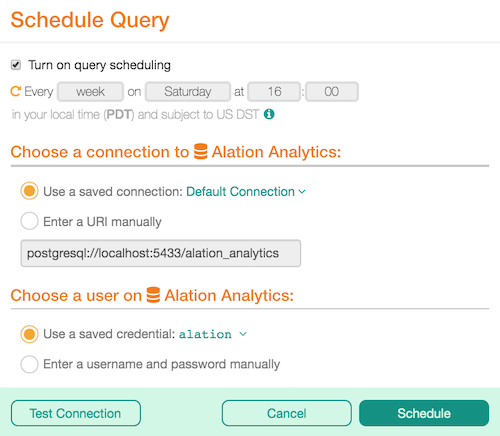 Schedule Query
Turn on query scheduling
Every week on Saturday at 16 : 00
in your local time (PDT) and subject to US DST
Choose a connection to Alation Analytics:
Use a saved connection: Default Connection
Enter a URI manually
postgresql://localhost:5433/alation_analytics
Choose a user on Alation Analytics:
Use a saved credential: alation
Enter a username and password manually
Test Connection Cancel Schedule